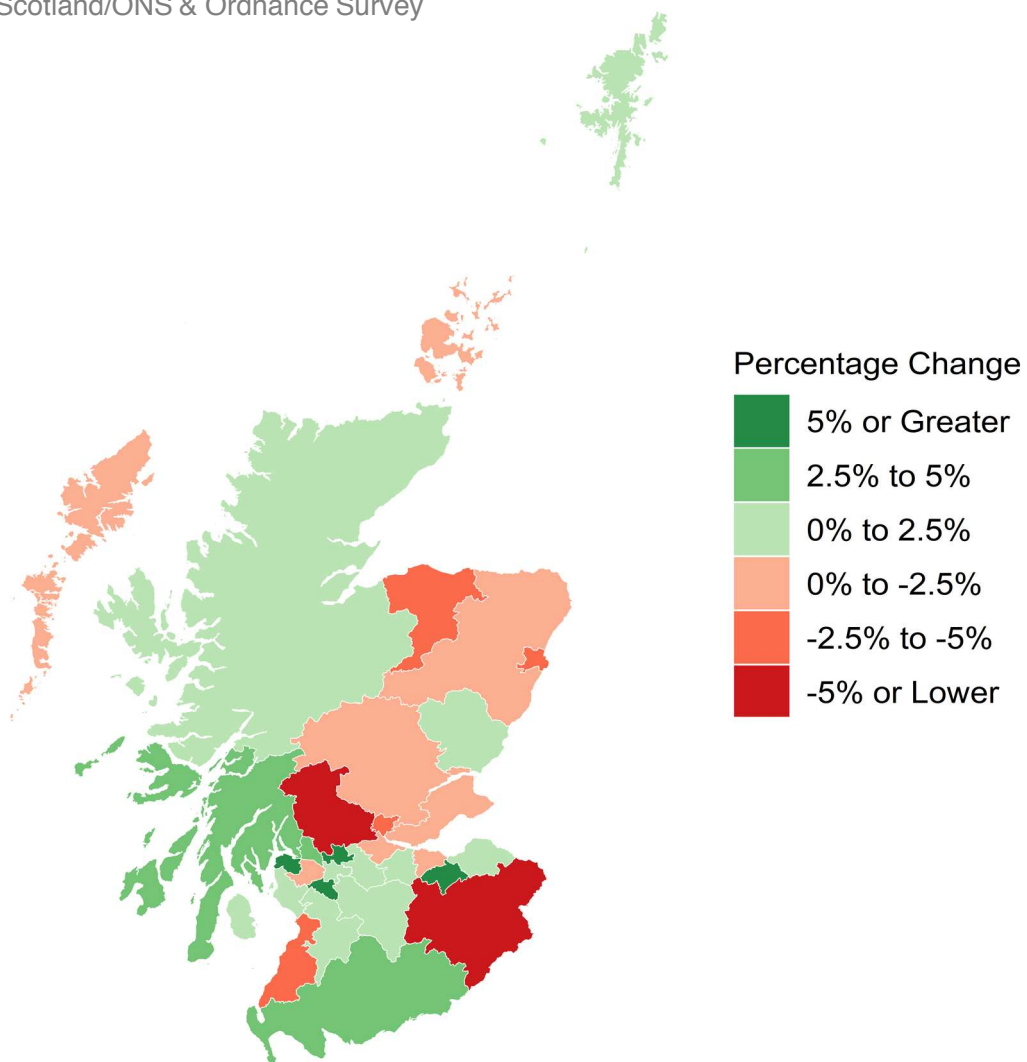 Scotland/ONS & Ordnance Survey
Percentage Change
5% or Greater
2.5% to 5%
0% to 2.5%
0% to -2.5%
-2.5% to -5%
-5% or Lower